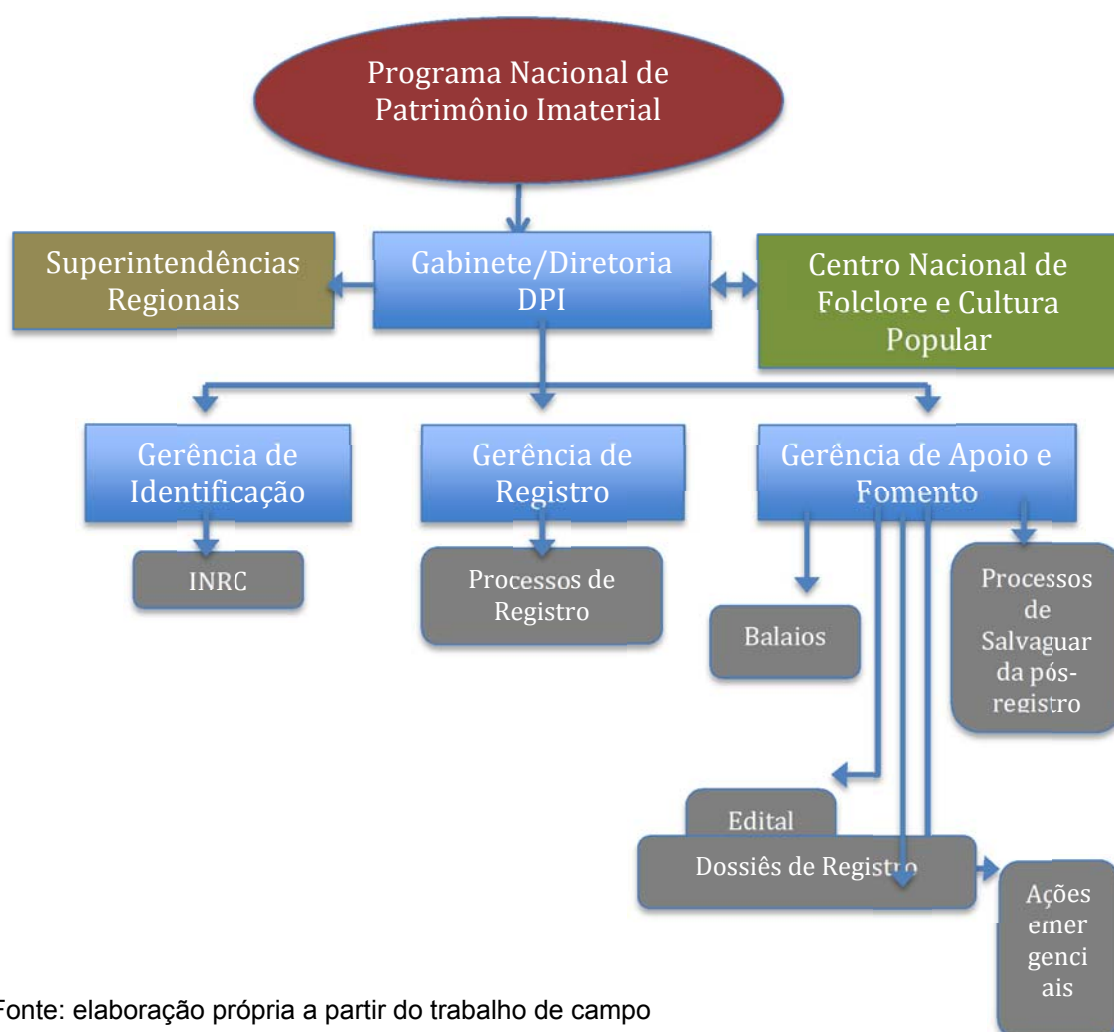 Programa Nacional de
Patrimônio Imaterial
Superintendências
Regionais
Gabinete/Diretoria
DPI
Centro Nacional de
Folclore e Cultura
Popular
Gerência de
Identificação
Gerência de
Registro
Gerência de Apoio e
Fomento
INRC
Processos de
Registro
Balaios
Processos
de
Salvaguar
da pós-
registro
Edital
Dossiês de Registro
Ações
emer
genci
ais
Fonte: elaboração própria a partir do trabalho de campo